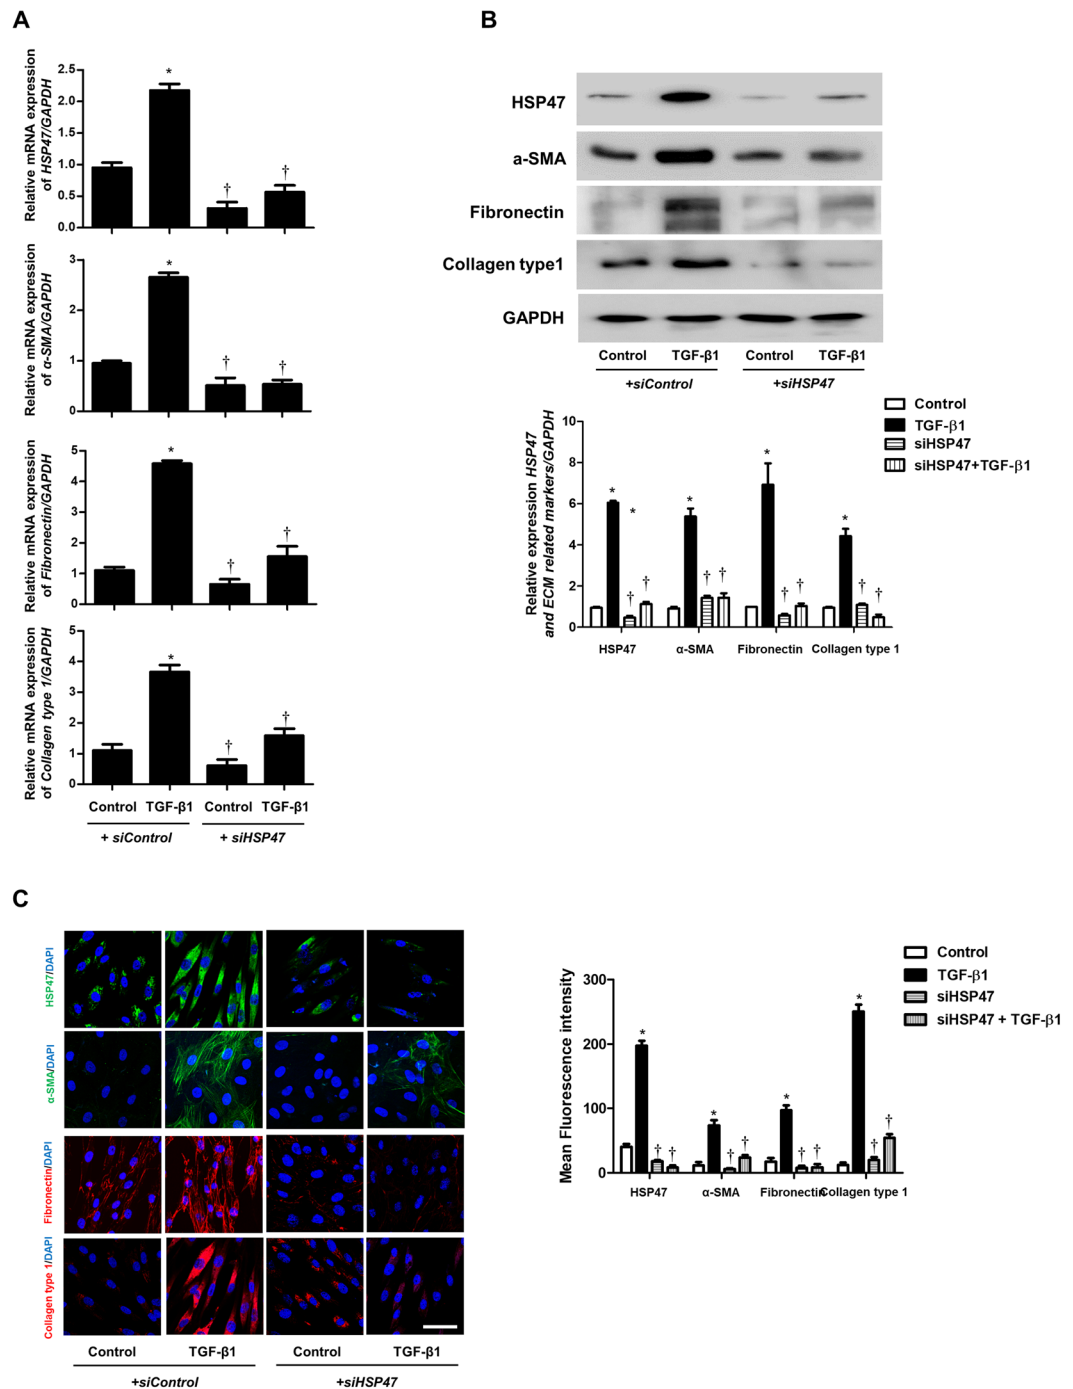 A
Relative mRNA expression
of HSP47/GAPDH
2.5
2.0
1.5
1.0
0.5
0.0
*
†
†
Relative mRNA expression
of α-SMA/GAPDH
3
2
1
0
*
†
†
Relative mRNA expression
of Fibronectin/GAPDH
5
4
3
2
1
0
*
†
†
Relative mRNA expression
of Collagen type 1/GAPDH
5
4
3
2
1
0
*
†
†
Control TGF-β1 Control TGF-β1
+ siControl + siHSP47
B
HSP47
a-SMA
Fibronectin
Collagen type1
GAPDH
Control TGF-β1 Control TGF-β1
+siControl +siHSP47
Control
TGF-β1
siHSP47
siHSP47+TGF-β1
Relative expression HSP47
and ECM related markers/GAPDH
10
8
6
4
2
0
* * † †
* † †
* † †
* † †
HSP47 α-SMA Fibronectin Collagen type 1
C
HSP47/DAPI
α-SMA/DAPI
Fibronectin/DAPI
Collagen type 1/DAPI
Control TGF-β1 Control TGF-β1
+siControl +siHSP47
Control
TGF-β1
siHSP47
siHSP47 + TGF-β1
Mean Fluorescence intensity
300
200
100
0
* † †
* † †
* † †
* † †
HSP47 α-SMA Fibronectin Collagen type 1